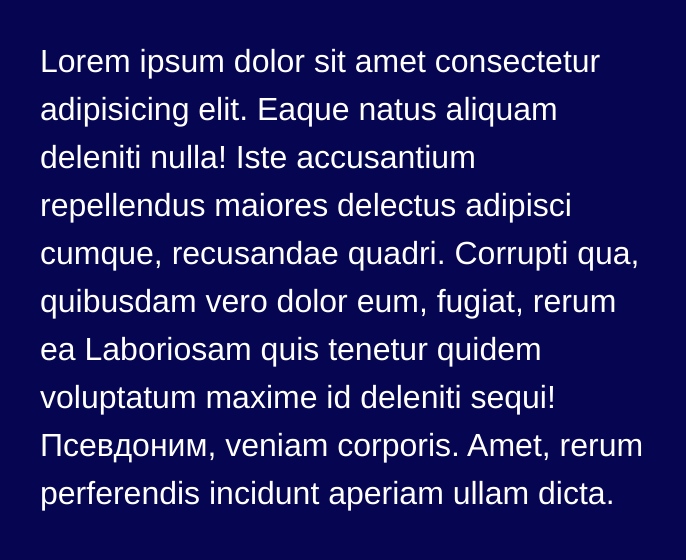 Lorem ipsum dolor sit amet consectetur
adipisicing elit. Eaque natus aliquam
deleniti nulla! Iste accusantium
repellendus maiores delectus adipisci
cumque, recusandae quadri. Corrupti qua,
quibusdam vero dolor eum, fugiat, rerum
ea Laboriosam quis tenetur quidem
voluptatum maxime id deleniti sequi!
Псевдоним, veniam corporis. Amet, rerum
perferendis incidunt aperiam ullam dicta.